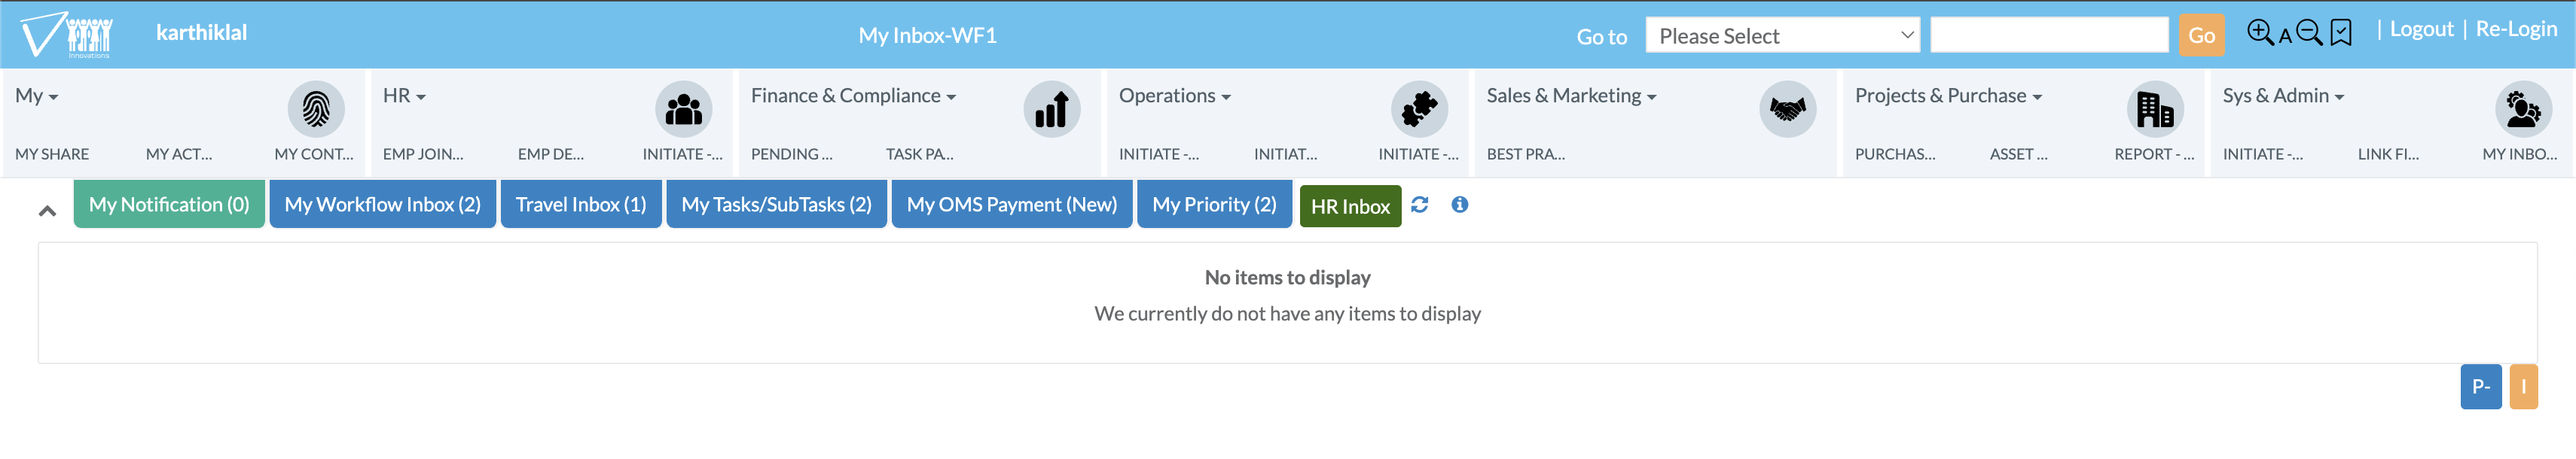 innovations
karthiklal
My Inbox-WF1
Go to
Please Select
Go
A
| Logout | Re-Login
My
HR
Finance & Compliance
Operations
Sales & Marketing
Projects & Purchase
Sys & Admin
MY SHARE MY ACT... MY CONT...
EMP JOIN... EMP DE... INITIATE -...
PENDING ... TASK PA...
INITIATE -... INITIAT... INITIATE -...
BEST PRA...
PURCHAS... ASSET ... REPORT - ...
INITIATE -... LINK FI... MY INBO...
My Notification (0)
My Workflow Inbox (2)
Travel Inbox (1)
My Tasks/SubTasks (2)
My OMS Payment (New)
My Priority (2)
HR Inbox
No items to display
We currently do not have any items to display
P-
I